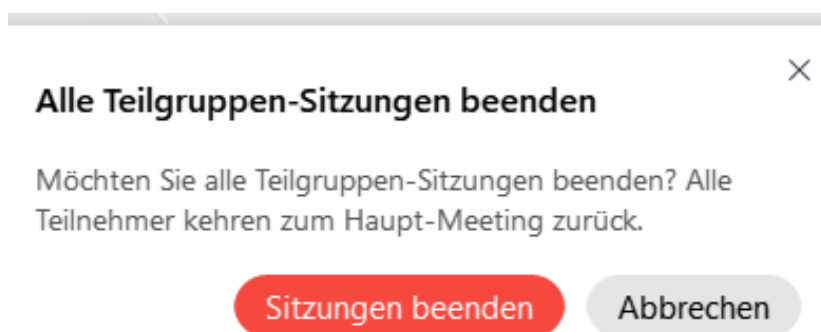 Alle Teilgruppen-Sitzungen beenden
Möchten Sie alle Teilgruppen-Sitzungen beenden? Alle
Teilnehmer kehren zum Haupt-Meeting zurück.
Sitzungen beenden Abbrechen